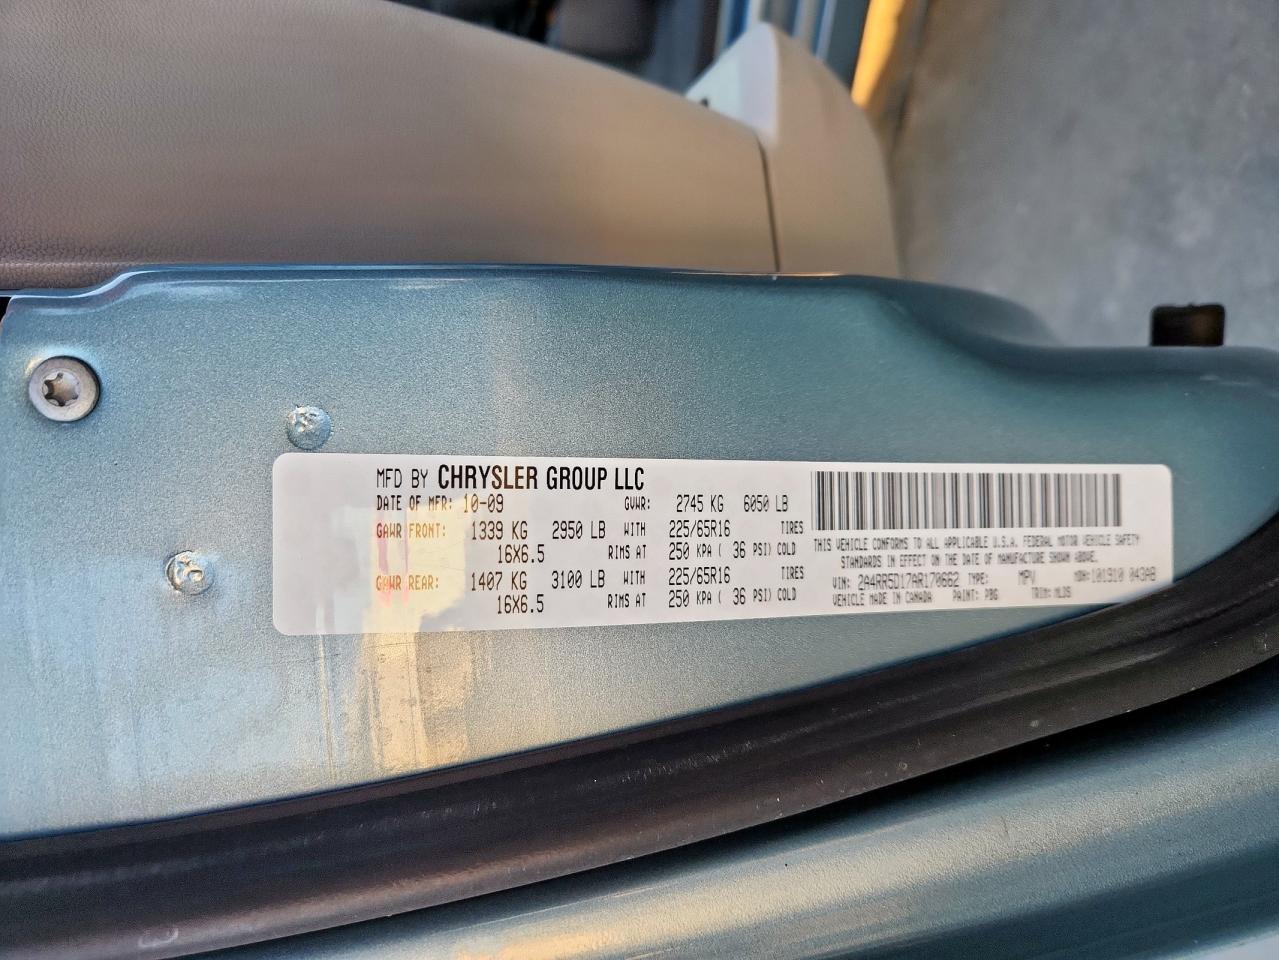 MFD BY CHRYSLER GROUP LLC
DATE OF MFR: 10-09 GVWR: 2745 KG 6050 LB
GAWR FRONT: 1339 KG 2950 LB WITH 225/65R16 TIRES
16X6.5 RIMS AT 250 KPA ( 36 PSI) COLD
GAWR REAR: 1407 KG 3100 LB WITH 225/65R16 TIRES
16X6.5 RIMS AT 250 KPA ( 36 PSI) COLD
THIS VEHICLE CONFORMS TO ALL APPLICABLE U.S.A. FEDERAL MOTOR VEHICLE SAFETY
STANDARDS IN EFFECT ON THE DATE OF MANUFACTURE SHOWN ABOVE.
VIN: 2A4RR5D17AR170662 TYPE: MPV MDH:101910 043AB
VEHICLE MADE IN CANADA PAINT: PBG TRIM: